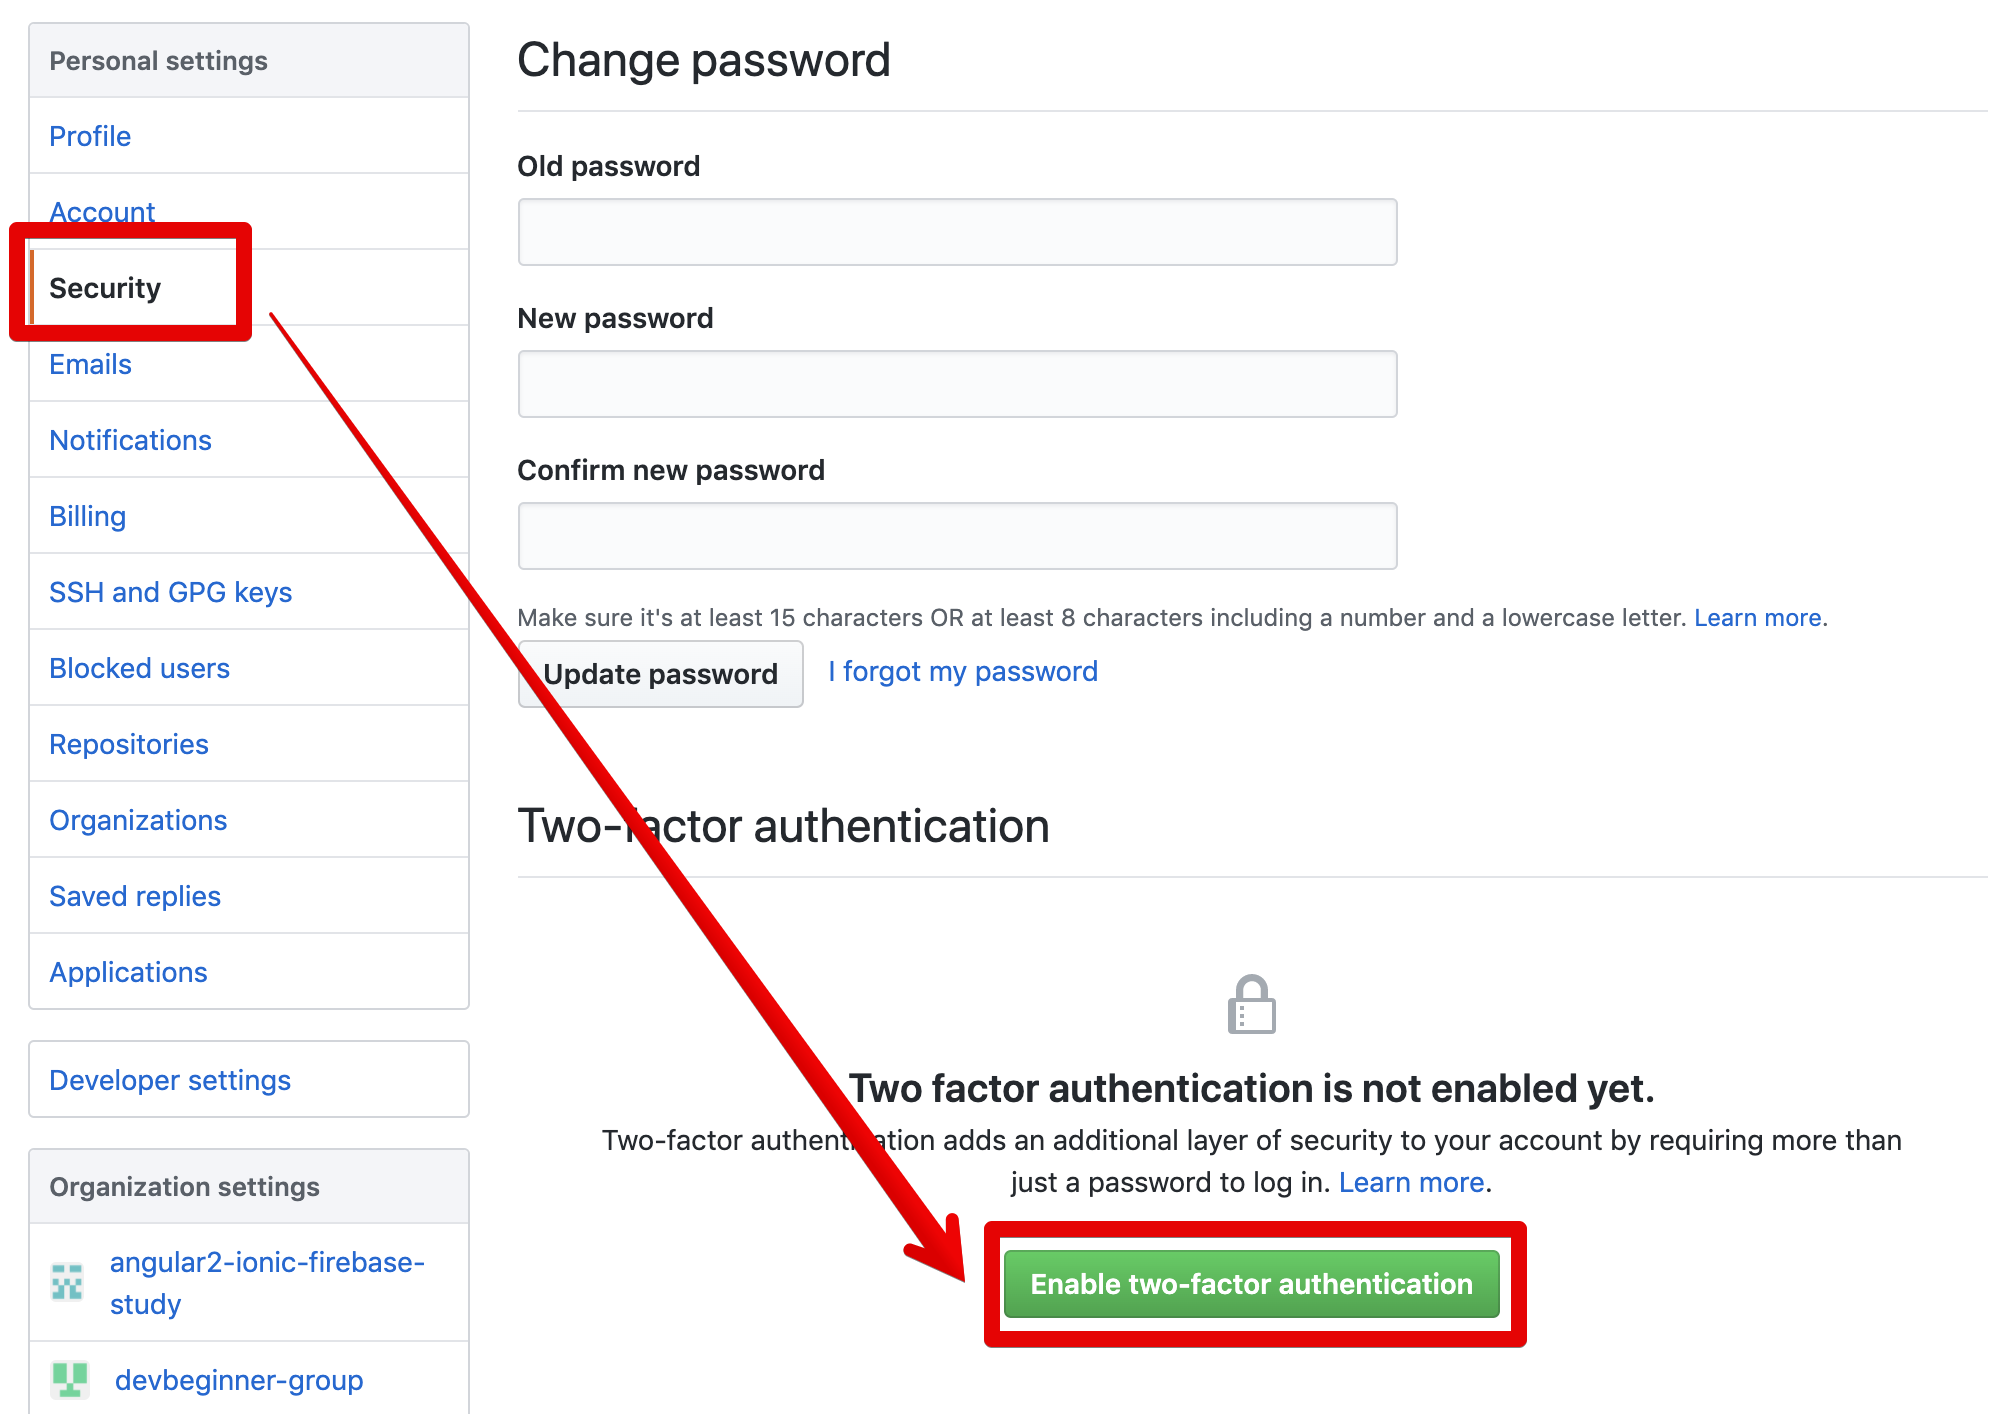 Personal settings
Profile
Account
Security
Emails
Notifications
Billing
SSH and GPG keys
Blocked users
Repositories
Organizations
Saved replies
Applications
Developer settings
Organization settings
angular2-ionic-firebase-
study
devbeginner-group
Change password
Old password
New password
Confirm new password
Make sure it's at least 15 characters OR at least 8 characters including a number and a lowercase letter. Learn more.
Update password I forgot my password
Two-factor authentication
Two factor authentication is not enabled yet.
Two-factor authentication adds an additional layer of security to your account by requiring more than
just a password to log in. Learn more.
Enable two-factor authentication